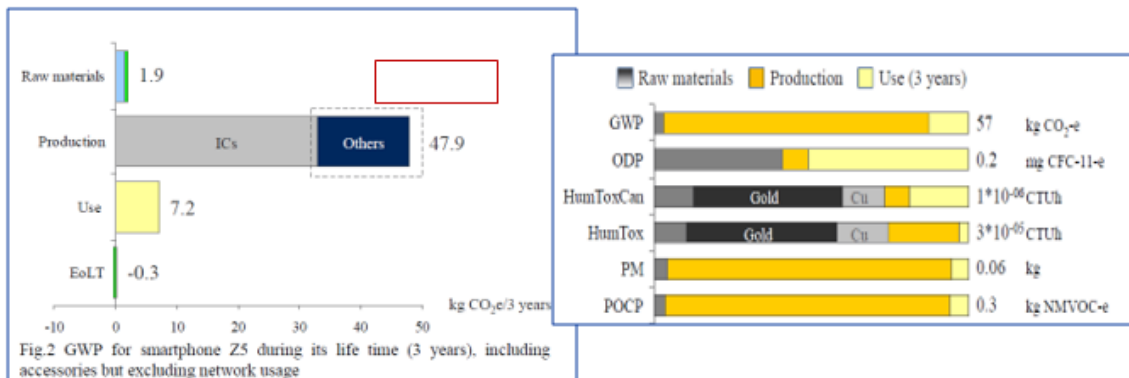 Raw materials 1.9
Production ICs Others 47.9
Use 7.2
EoLT -0.3
kg CO2e/3 years
-10 0 10 20 30 40 50
Fig.2 GWP for smartphone Z5 during its life time (3 years), including
accessories but excluding network usage
Raw materials Production Use (3 years)
GWP 57 kg CO₂-e
ODP 0.2 mg CFC-11-e
HumToxCan Gold Cu 1*10⁻⁰⁶ CTUh
HumTox Gold Cu 3*10⁻⁰⁵ CTUh
PM 0.06 kg
POCP 0.3 kg NMVOC-e